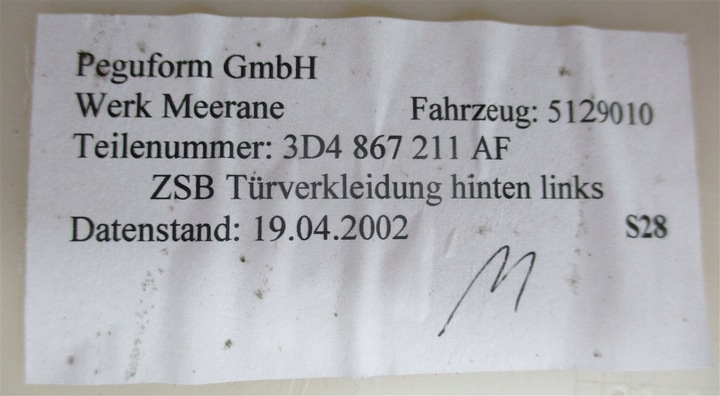 Peguform GmbH
Werk Meerane Fahrzeug: 5129010
Teilenummer: 3D4 867 211 AF
ZSB Türverkleidung hinten links
Datenstand: 19.04.2002 S28